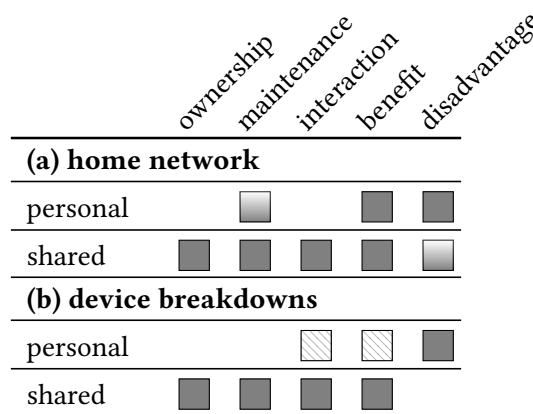 ownership maintenance interaction benefit disadvantage
(a) home network
personal
shared
(b) device breakdowns
personal
shared